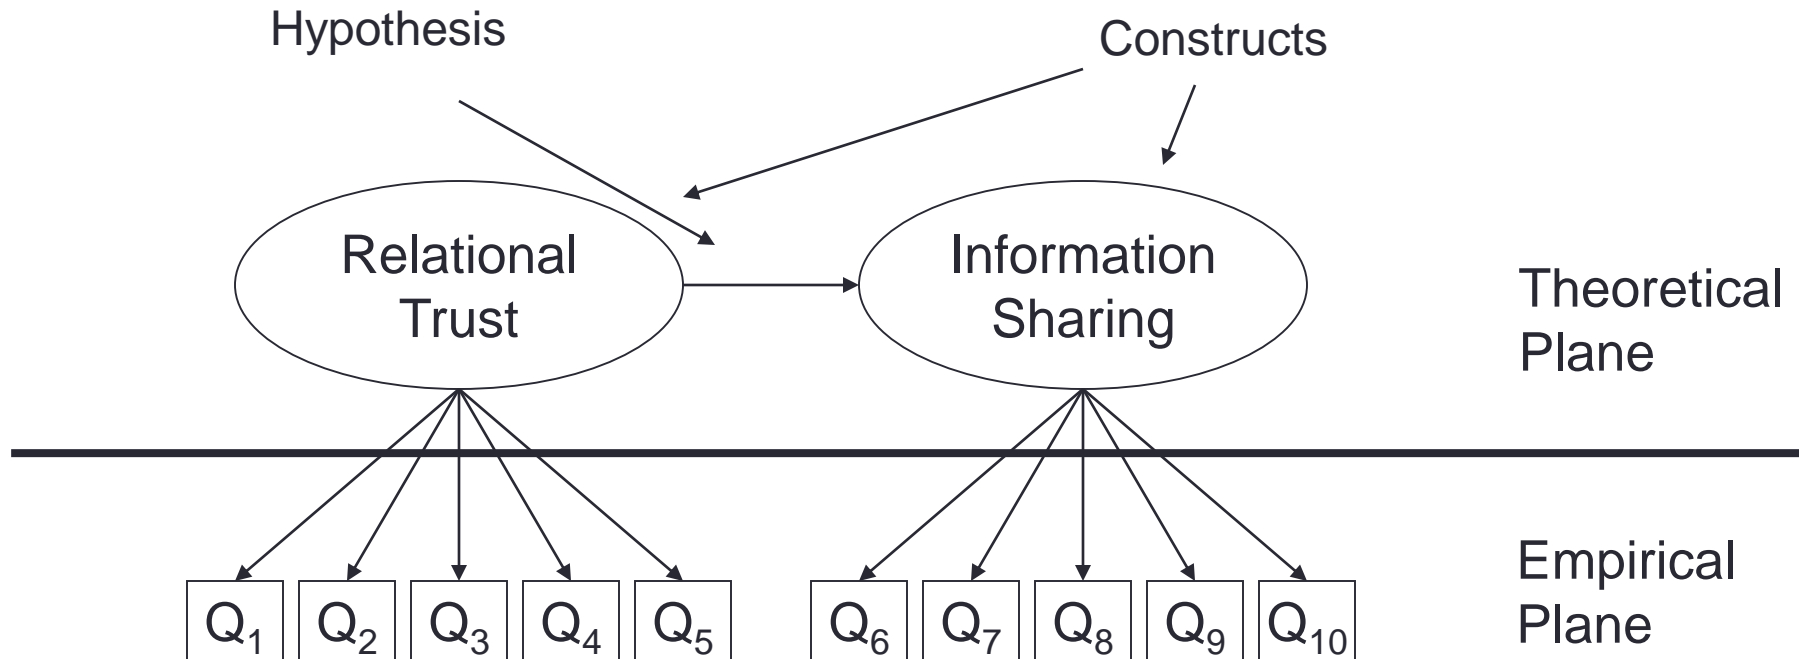 Hypothesis
Constructs
Relational
Trust
Information
Sharing
Theoretical
Plane
Empirical
Plane
Q1 Q2 Q3 Q4 Q5 Q6 Q7 Q8 Q9 Q10